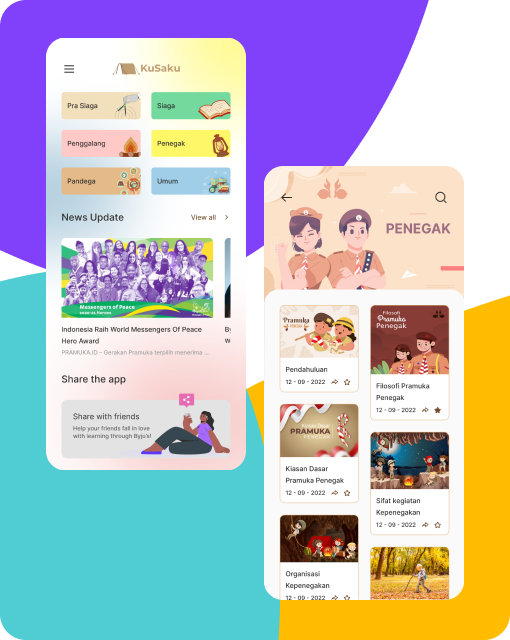 KuSaku
Pra Siaga
Siaga
Penggalang
Penegak
Pandega
Umum
News Update
View all
Messengers of Peace
Indonesia Raih World Messengers Of Peace
Hero Award
PRAMUKA.ID – Gerakan Pramuka terpilih menerima ...
Share the app
Share with friends
Help your friends fall in love
with learning through Byju's!
PENEGAK
Pramuka
Pendahuluan
12 - 09 - 2022
Filosofi
Pramuka
Penegak
Filosofi Pramuka
Penegak
12 - 09 - 2022
Kiasan Dasar
PRAMUKA
PENEGAK
Kiasan Dasar
Pramuka Penegak
12 - 09 - 2022
Sifat kegiatan
Kepenegakan
12 - 09 - 2022
Organisasi
Kepenegakan
12 - 09 - 2022